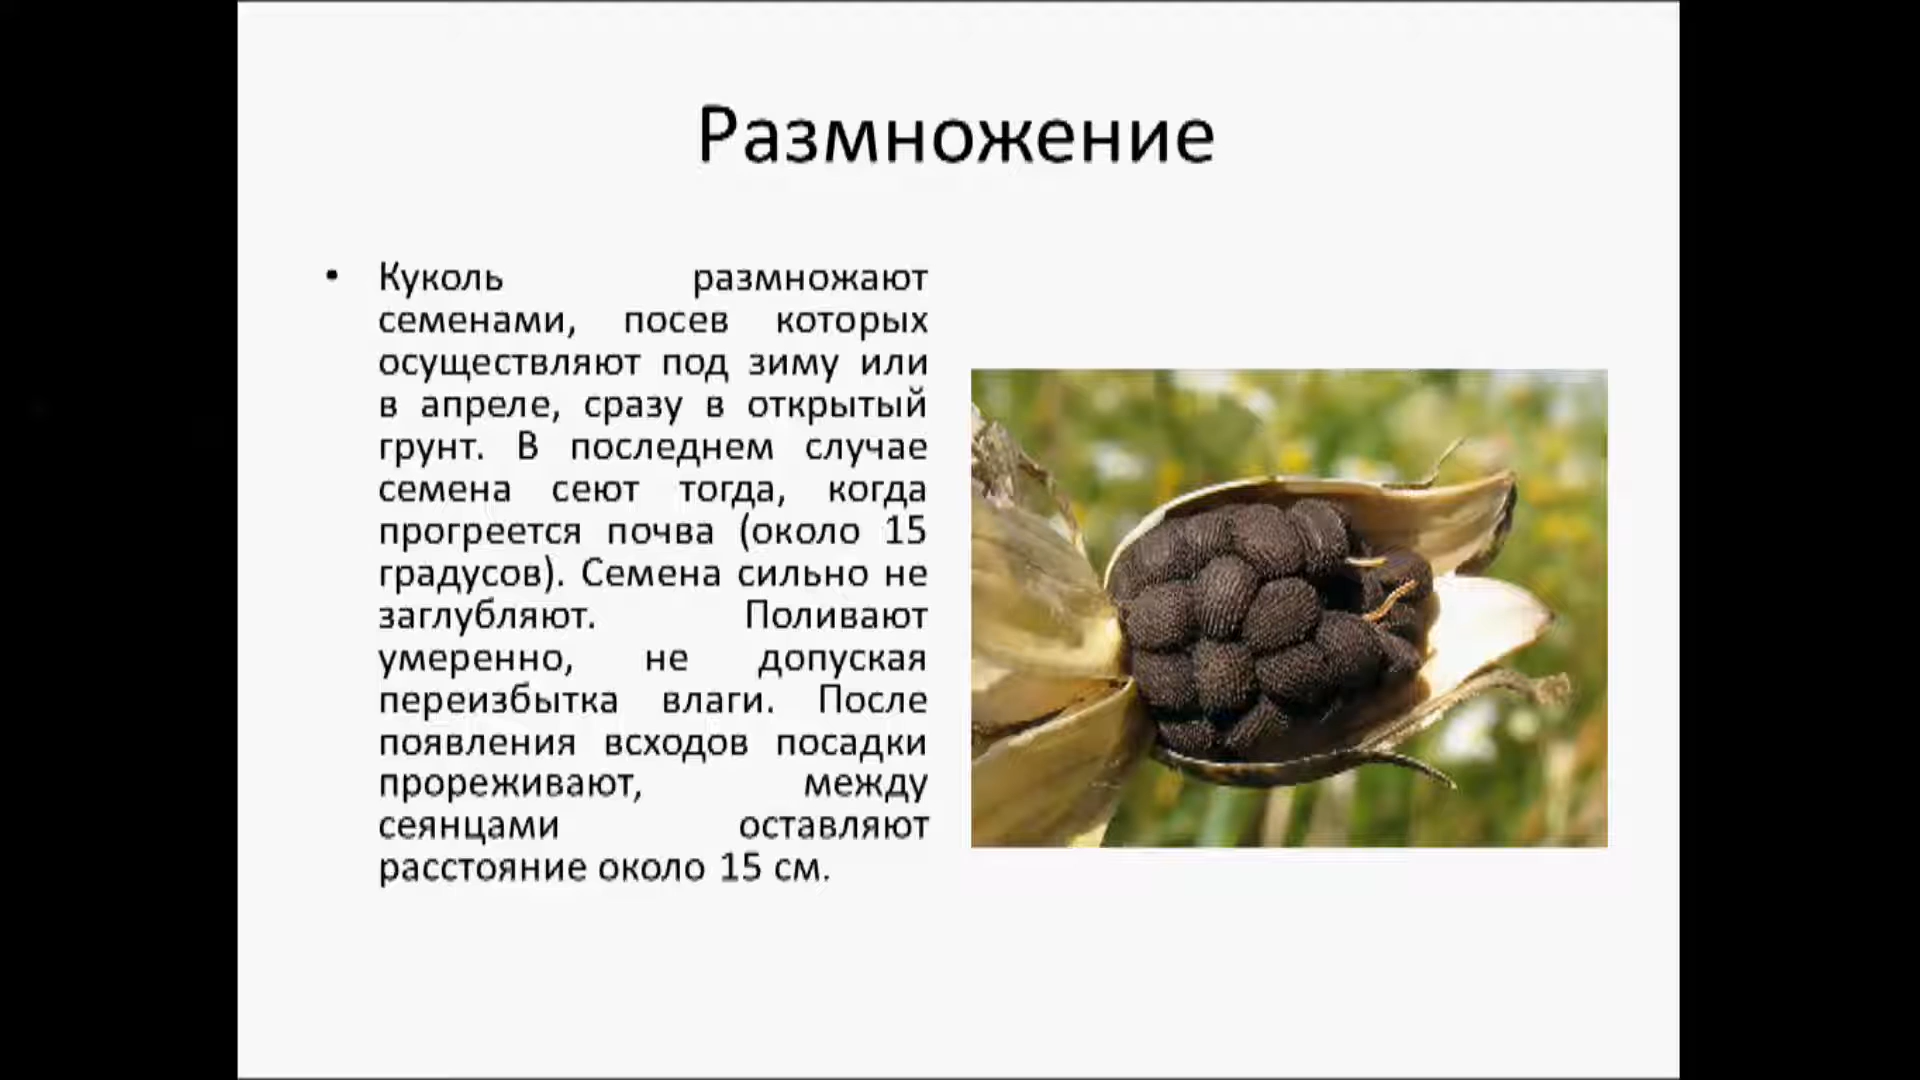 Размножение
• Куколь размножают
семенами, посев которых
осуществляют под зиму или
в апреле, сразу в открытый
грунт. В последнем случае
семена сеют тогда, когда
прогреется почва (около 15
градусов). Семена сильно не
заглубляют. Поливают
умеренно, не допуская
переизбытка влаги. После
появления всходов посадки
прореживают, между
сеянцами оставляют
расстояние около 15 см.